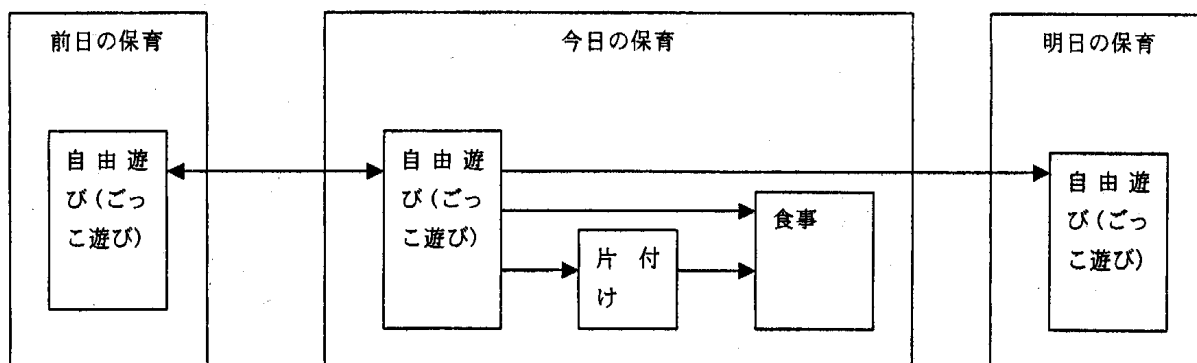 前日の保育
今日の保育
明日の保育
自由遊
び(ごっ
こ遊び)
自由遊
び(ごっ
こ遊び)
片付
け
食事
自由遊
び(ごっ
こ遊び)